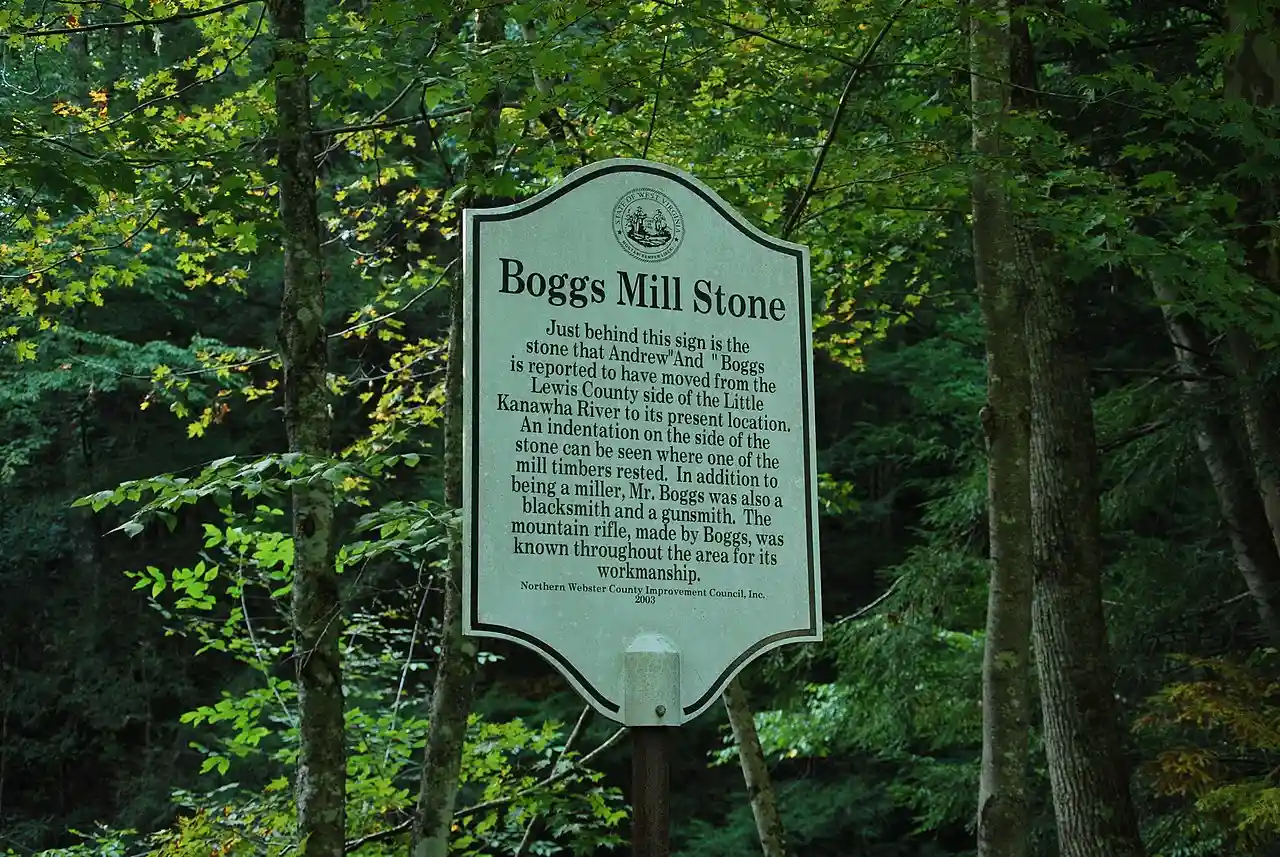 STATE OF WEST VIRGINIA
Boggs Mill Stone
Just behind this sign is the
stone that Andrew"And " Boggs
is reported to have moved from the
Lewis County side of the Little
Kanawha River to its present location.
An indentation on the side of the
stone can be seen where one of the
mill timbers rested. In addition to
being a miller, Mr. Boggs was also a
blacksmith and a gunsmith. The
mountain rifle, made by Boggs, was
known throughout the area for its
workmanship.
Northern Webster County Improvement Council, Inc.
2003